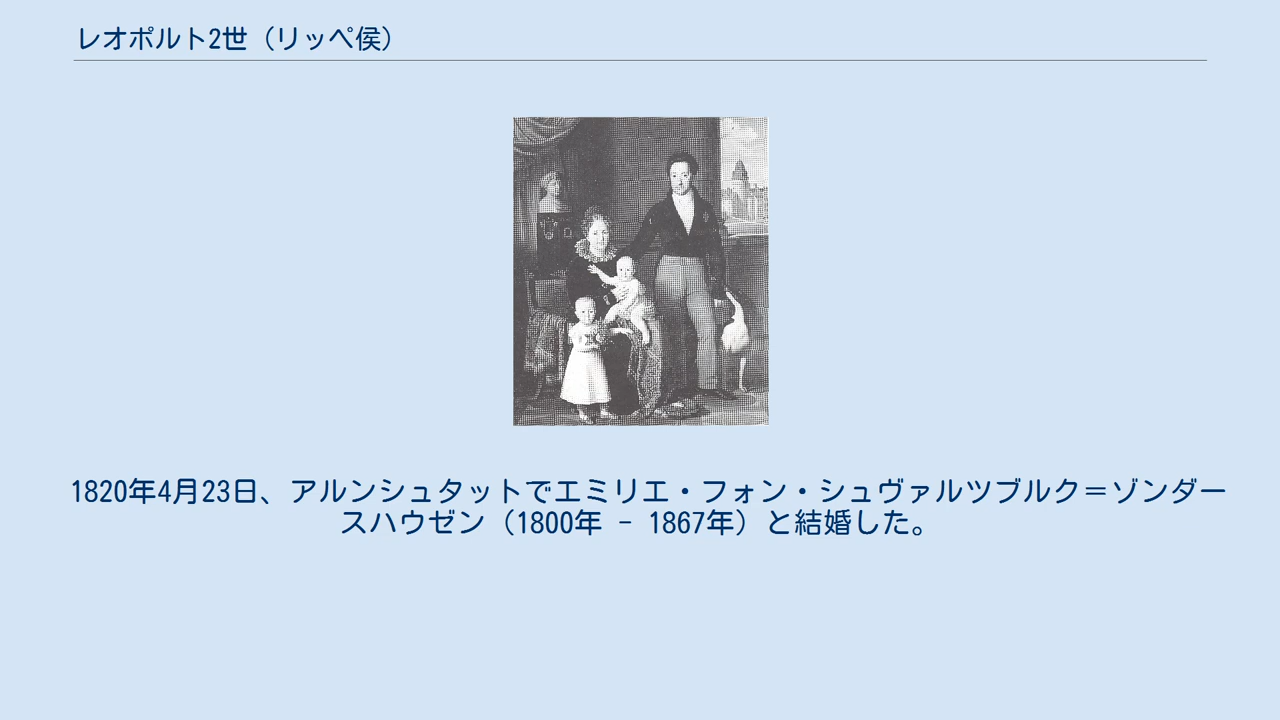 レオポルト2世（リッペ侯）
1820年4月23日、アルンシュタットでエミリエ・フォン・シュヴァルツブルク＝ゾンダー
スハウゼン（1800年 - 1867年）と結婚した。